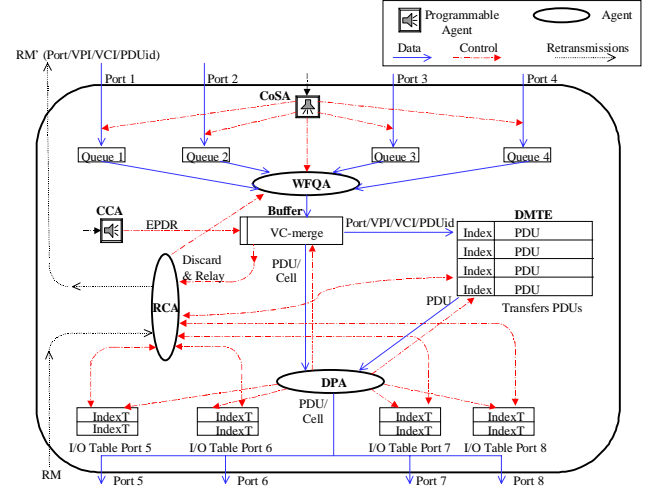 Programmable
Agent
Agent
Data
Control
Retransmissions
RM' (Port/VPI/VCI/PDUid)
Port 1
Port 2
Port 3
Port 4
CoSA
Queue 1
Queue 2
Queue 3
Queue 4
WFQA
CCA
EPDR
Buffer
VC-merge
Port/VPI/VCI/PDUid
DMTE
Index PDU
Index PDU
Index PDU
Index PDU
Transfers PDUs
Discard
& Relay
PDU/
Cell
PDU
RCA
DPA
PDU/
Cell
IndexT
IndexT
IndexT
IndexT
IndexT
IndexT
IndexT
IndexT
I/O Table Port 5
I/O Table Port 6
I/O Table Port 7
I/O Table Port 8
RM
Port 5
Port 6
Port 7
Port 8